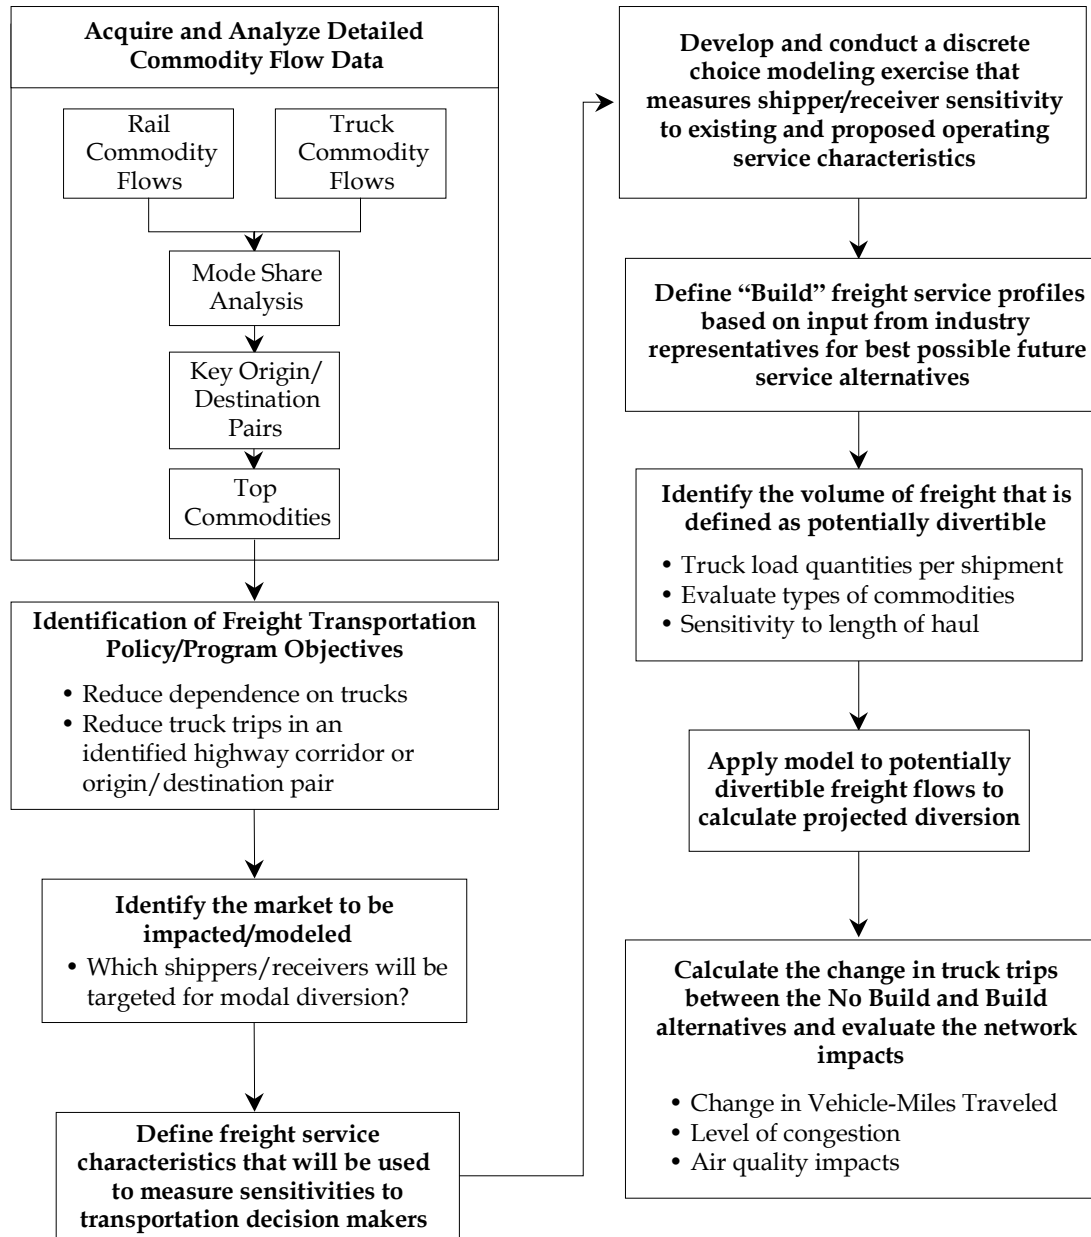 Acquire and Analyze Detailed
Commodity Flow Data
Rail
Commodity
Flows
Truck
Commodity
Flows
Mode Share
Analysis
Key Origin/
Destination
Pairs
Top
Commodities
Identification of Freight Transportation
Policy/Program Objectives
• Reduce dependence on trucks
• Reduce truck trips in an
identified highway corridor or
origin/destination pair
Identify the market to be
impacted/modeled
• Which shippers/receivers will be
targeted for modal diversion?
Define freight service
characteristics that will be used
to measure sensitivities to
transportation decision makers
Develop and conduct a discrete
choice modeling exercise that
measures shipper/receiver sensitivity
to existing and proposed operating
service characteristics
Define “Build” freight service profiles
based on input from industry
representatives for best possible future
service alternatives
Identify the volume of freight that is
defined as potentially divertible
• Truck load quantities per shipment
• Evaluate types of commodities
• Sensitivity to length of haul
Apply model to potentially
divertible freight flows to
calculate projected diversion
Calculate the change in truck trips
between the No Build and Build
alternatives and evaluate the network
impacts
• Change in Vehicle-Miles Traveled
• Level of congestion
• Air quality impacts